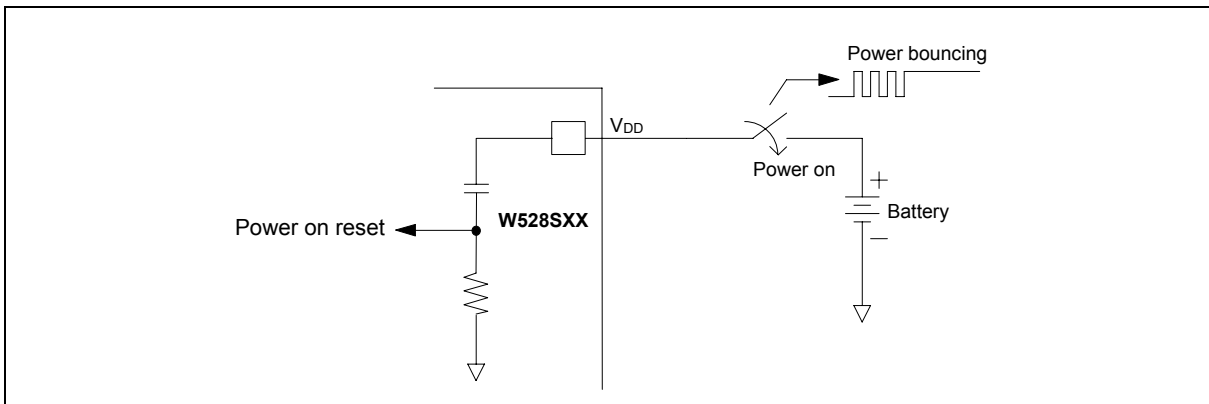 Power bouncing
VDD
Power on
+
Battery
−
W528SXX
Power on reset